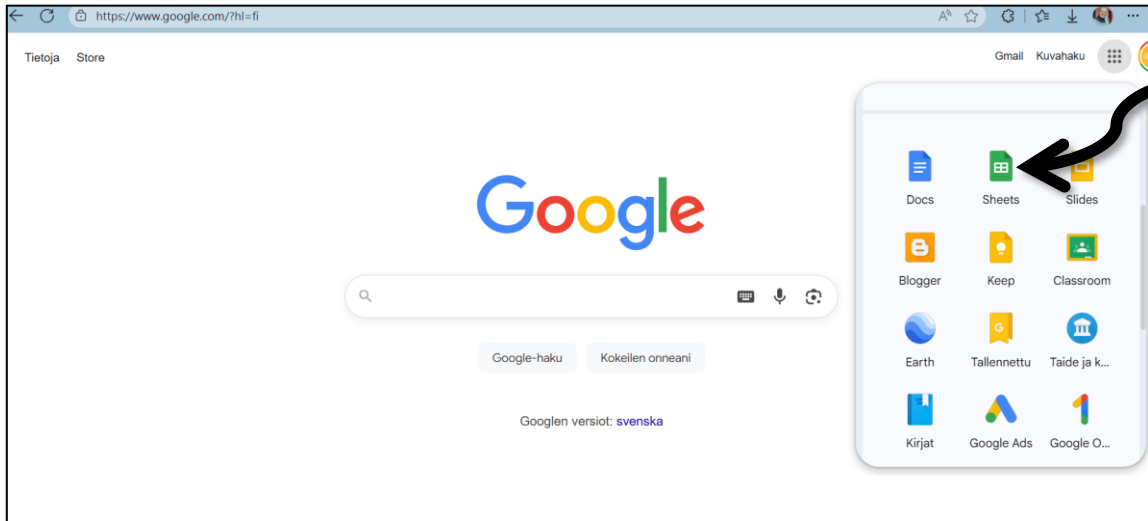 https://www.google.com/?hl=fi
Tietoja Store
Gmail Kuvahaku
Docs Sheets Slides
Google
Blogger Keep Classroom
G
Earth Tallennettu Taide ja k...
Google-haku Kokeilen onneani
Googlen versiot: svenska
Kirjat Google Ads Google O...